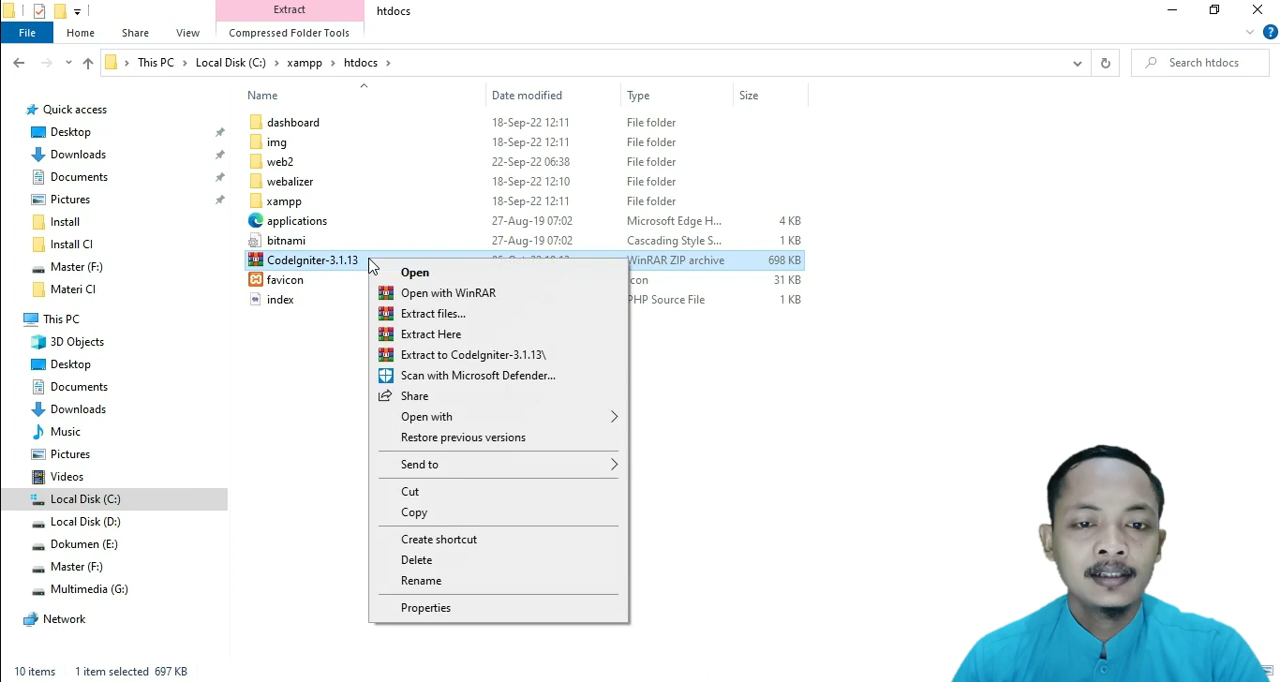 Extract
htdocs
File
Home
Share
View
Compressed Folder Tools
This PC
Local Disk (C:)
xampp
htdocs
Search htdocs
Name
Date modified
Type
Size
Quick access
Desktop
Downloads
Documents
Pictures
Install
Install CI
Master (F:)
Materi CI
This PC
3D Objects
Desktop
Documents
Downloads
Music
Pictures
Videos
Local Disk (C:)
Local Disk (D:)
Dokumen (E:)
Master (F:)
Multimedia (G:)
Network
dashboard 18-Sep-22 12:11 File folder
img 18-Sep-22 12:11 File folder
web2 22-Sep-22 06:38 File folder
webalizer 18-Sep-22 12:10 File folder
xampp 18-Sep-22 12:11 File folder
applications 27-Aug-19 07:02 Microsoft Edge H... 4 KB
bitnami 27-Aug-19 07:02 Cascading Style S... 1 KB
CodeIgniter-3.1.13 WinRAR ZIP archive 698 KB
favicon 31 KB
index PHP Source File 1 KB
Open
Open with WinRAR
Extract files...
Extract Here
Extract to CodeIgniter-3.1.13\
Scan with Microsoft Defender...
Share
Open with
Restore previous versions
Send to
Cut
Copy
Create shortcut
Delete
Rename
Properties
10 items
1 item selected 697 KB